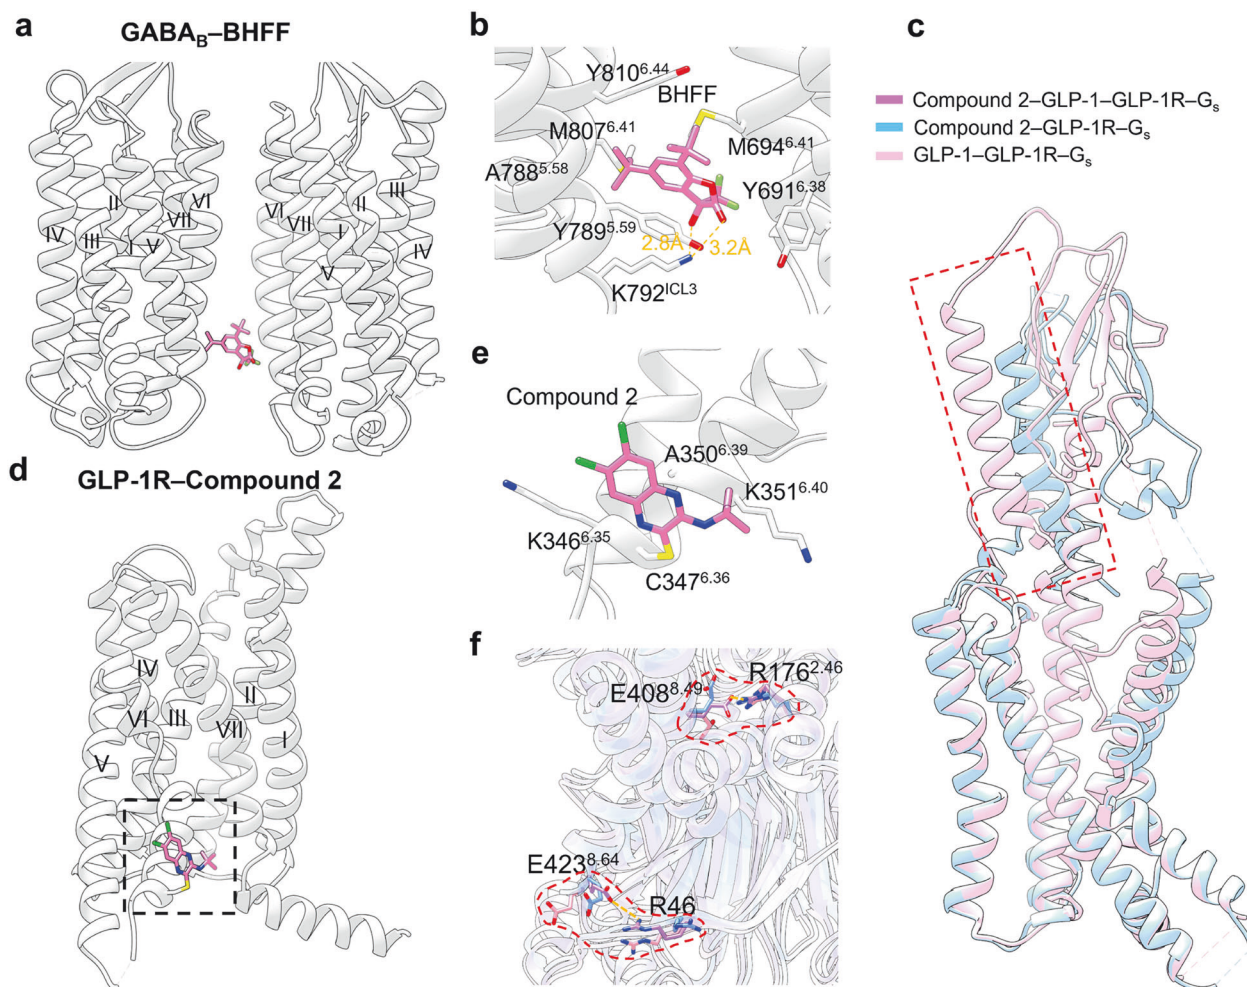 a
GABA_B–BHFF
II
VI
VII
IV
III
I
V
III
II
VI
VII
I
IV
V
b
Y810^6.44
BHFF
M807^6.41
M694^6.41
A788^5.58
Y691^6.38
Y789^5.59
2.8Å
3.2Å
K792^ICL3
c
Compound 2–GLP-1–GLP-1R–G_s
Compound 2–GLP-1R–G_s
GLP-1–GLP-1R–G_s
d
GLP-1R–Compound 2
IV
II
VI
III
VII
I
V
e
Compound 2
A350^6.39
K351^6.40
K346^6.35
C347^6.36
f
R176^2.46
E408^8.49
E423^8.64
R46